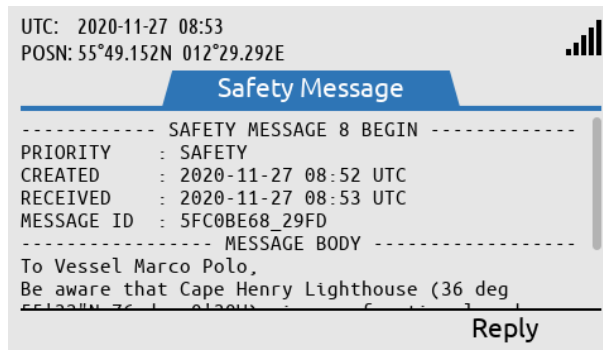 UTC: 2020-11-27 08:53
POSN: 55°49.152N 012°29.292E
Safety Message
------------ SAFETY MESSAGE 8 BEGIN -------------
PRIORITY : SAFETY
CREATED : 2020-11-27 08:52 UTC
RECEIVED : 2020-11-27 08:53 UTC
MESSAGE ID : 5FC0BE68_29FD
----------------- MESSAGE BODY -----------------
To Vessel Marco Polo,
Be aware that Cape Henry Lighthouse (36 deg
Reply